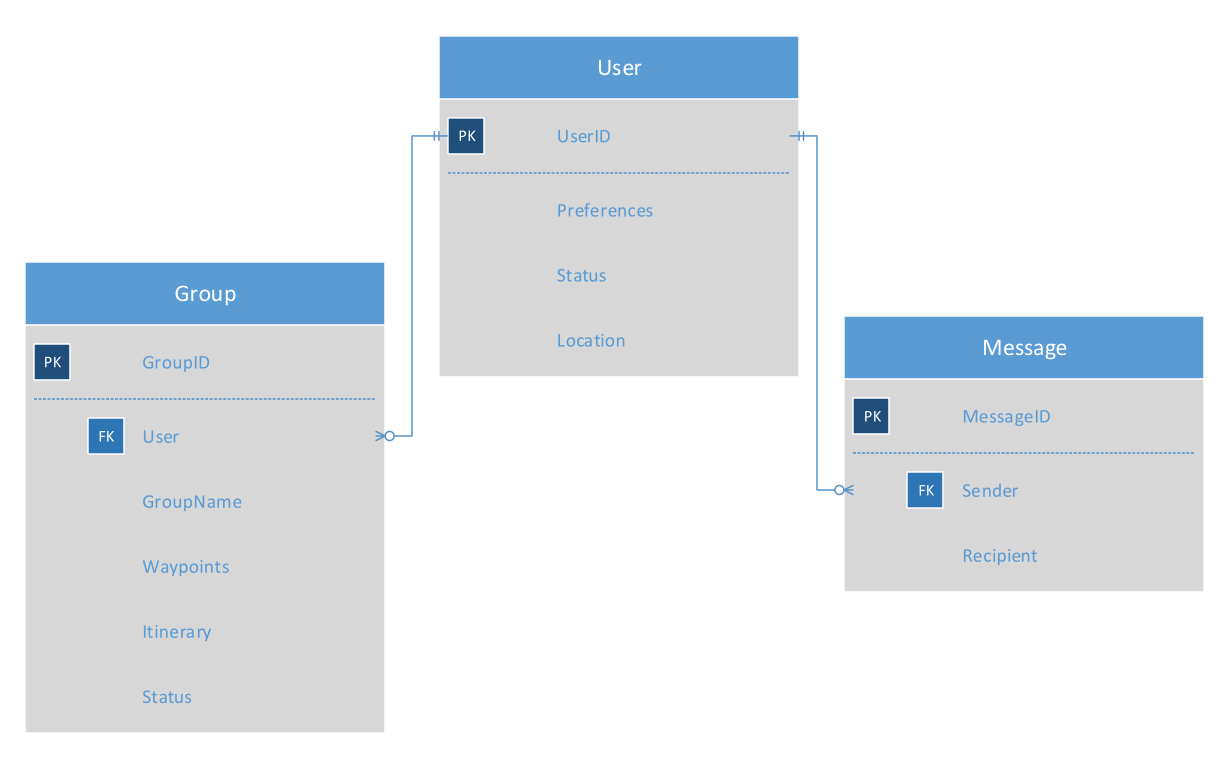 User
PK UserID
Preferences
Status
Location
Group
PK GroupID
FK User
GroupName
Waypoints
Itinerary
Status
Message
PK MessageID
FK Sender
Recipient